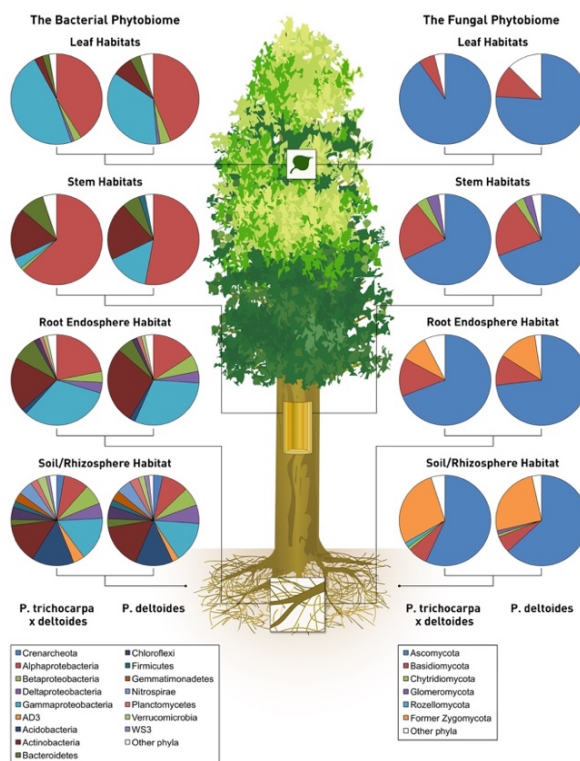 The Bacterial Phytobiome
Leaf Habitats
Stem Habitats
Root Endosphere Habitat
Soil/Rhizosphere Habitat
P. trichocarpa
x deltoides
P. deltoides
Crenarcheota
Alphaprotebacteria
Betaproteobacteria
Deltaproteobacteria
Gammaproteobacteria
AD3
Acidobacteria
Actinobacteria
Bacteroidetes
Chloroflexi
Firmicutes
Gemmatimonadetes
Nitrospirae
Planctomycetes
Verrucomicrobia
WS3
Other phyla
The Fungal Phytobiome
Leaf Habitats
Stem Habitats
Root Endosphere Habitat
Soil/Rhizosphere Habitat
P. trichocarpa
x deltoides
P. deltoides
Ascomycota
Basidiomycota
Chytridiomycota
Glomeromycota
Rozellomycota
Former Zygomycota
Other phyla